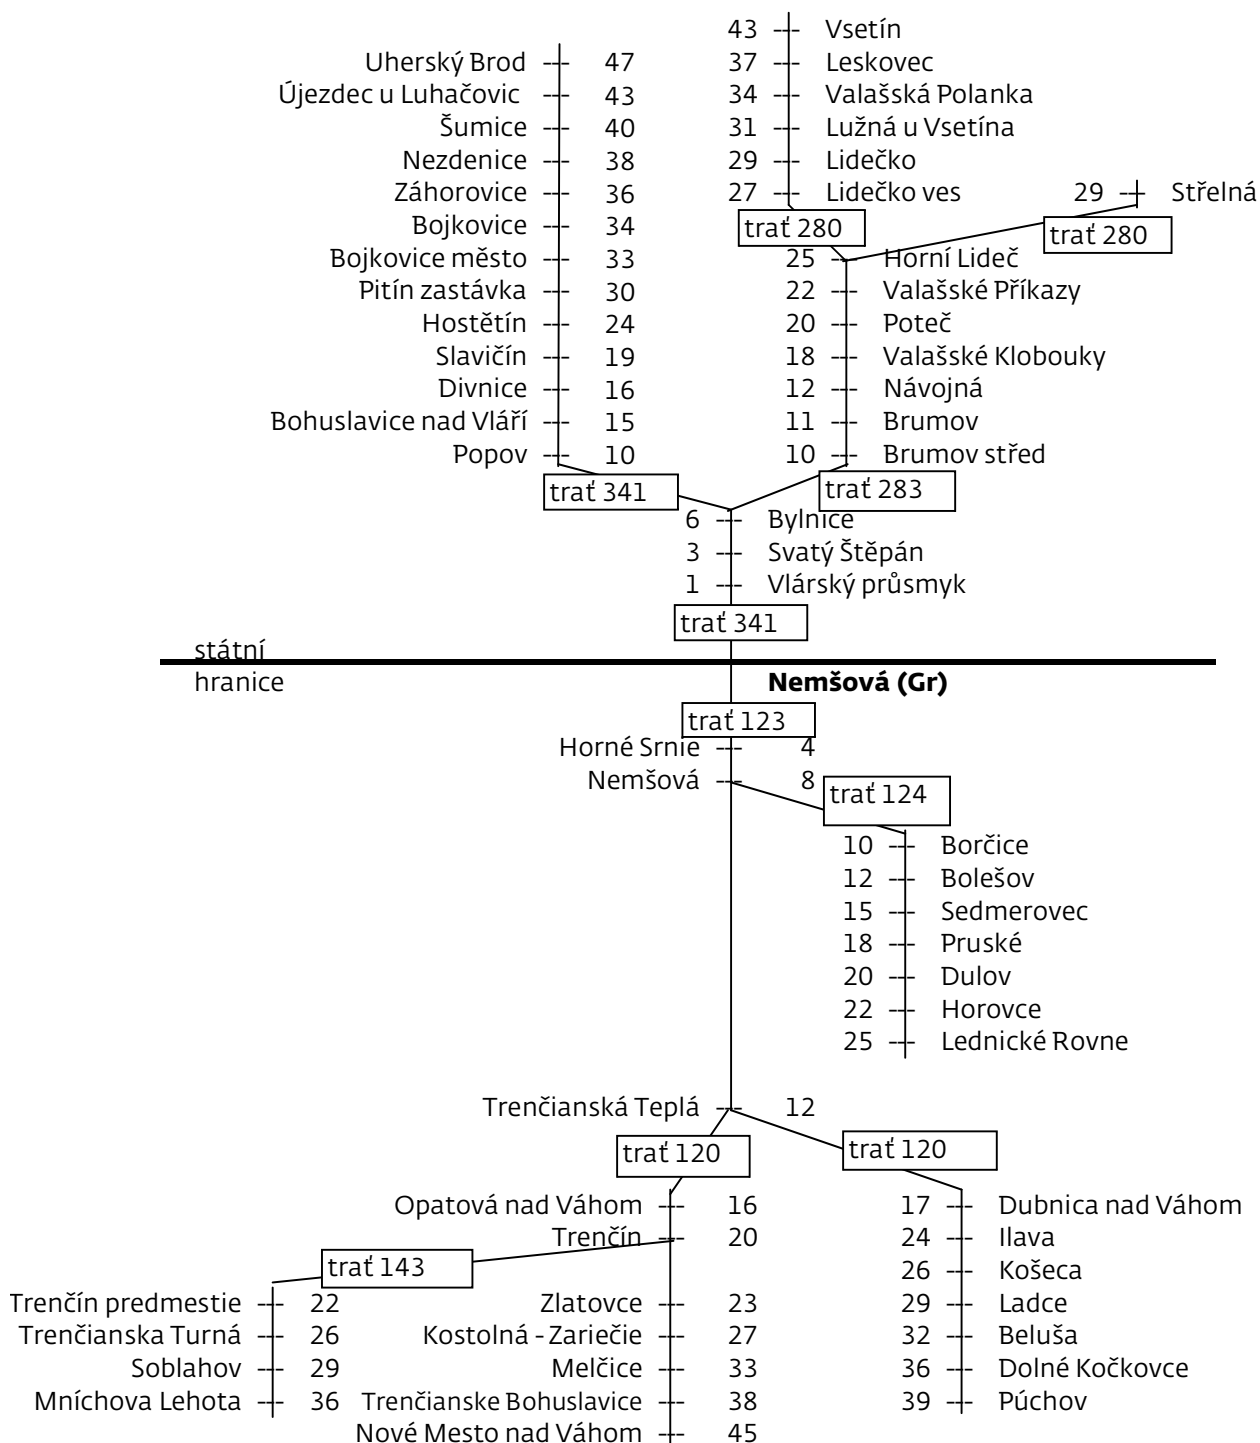 43 --- Vsetín
Uherský Brod --- 47
37 --- Leskovec
Újezdec u Luhačovic --- 43
34 --- Valašská Polanka
Šumice --- 40
31 --- Lužná u Vsetína
Nezdenice --- 38
29 --- Lidečko
Záhorovice --- 36
27 --- Lidečko ves
29 --- Střelná
Bojkovice --- 34
trať 280
trať 280
Bojkovice město --- 33
25 --- Horní Lideč
Pitín zastávka --- 30
22 --- Valašské Příkazy
Hostětín --- 24
20 --- Poteč
Slavičín --- 19
18 --- Valašské Klobouky
Divnice --- 16
12 --- Návojná
Bohuslavice nad Vláří --- 15
11 --- Brumov
Popov --- 10
10 --- Brumov střed
trať 341
trať 283
6 --- Bylnice
3 --- Svatý Štěpán
1 --- Vlárský průsmyk
trať 341
státní
hranice
Nemšová (Gr)
trať 123
Horné Srnie --- 4
Nemšová --- 8
trať 124
10 --- Borčice
12 --- Bolešov
15 --- Sedmerovec
18 --- Pruské
20 --- Dulov
22 --- Horovce
25 --- Lednické Rovne
Trenčianská Teplá --- 12
trať 120
trať 120
Opatová nad Váhom --- 16
17 --- Dubnica nad Váhom
Trenčín --- 20
24 --- Ilava
trať 143
26 --- Košeca
Trenčín predmestie --- 22
Zlatovce --- 23
29 --- Ladce
Trenčianska Turná --- 26
Kostolná - Zariečie --- 27
32 --- Beluša
Soblahov --- 29
Melčice --- 33
36 --- Dolné Kočkovce
Mníchova Lehota --- 36
Trenčianske Bohuslavice --- 38
39 --- Púchov
Nové Mesto nad Váhom --- 45